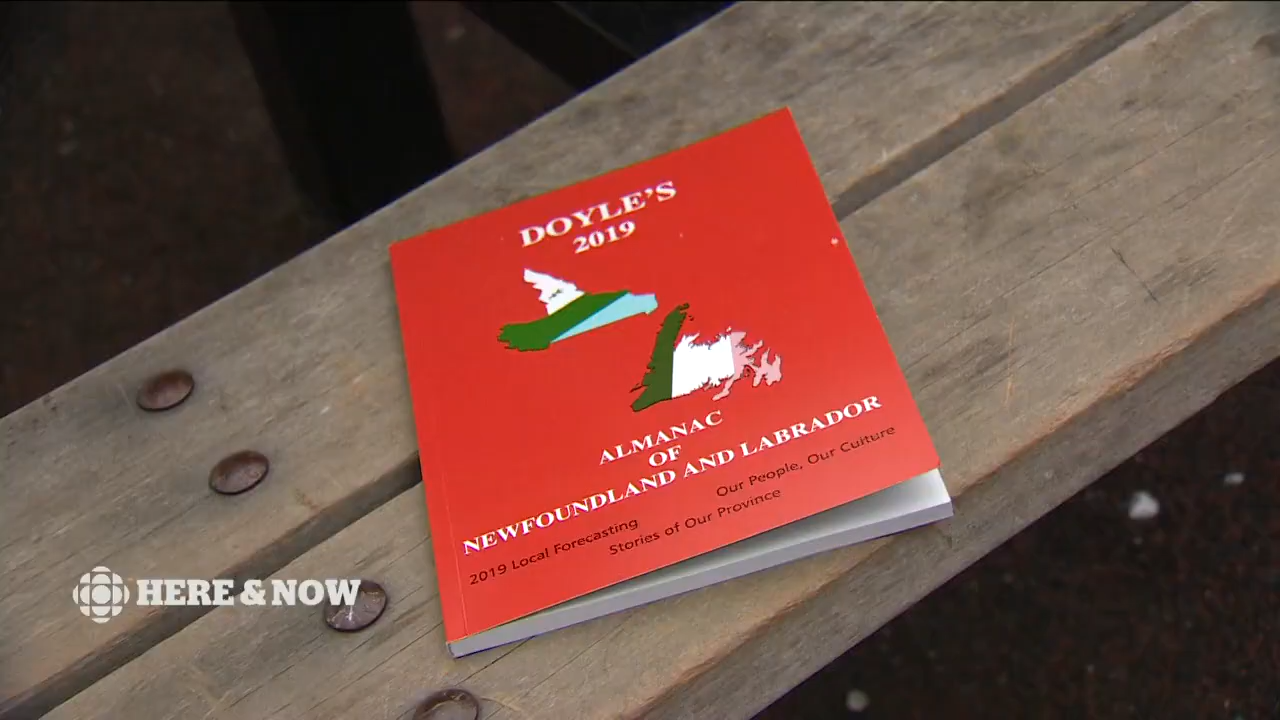 DOYLE'S
2019
ALMANAC
OF
NEWFOUNDLAND AND LABRADOR
2019 Local Forecasting
Our People, Our Culture
Stories of Our Province
HERE & NOW